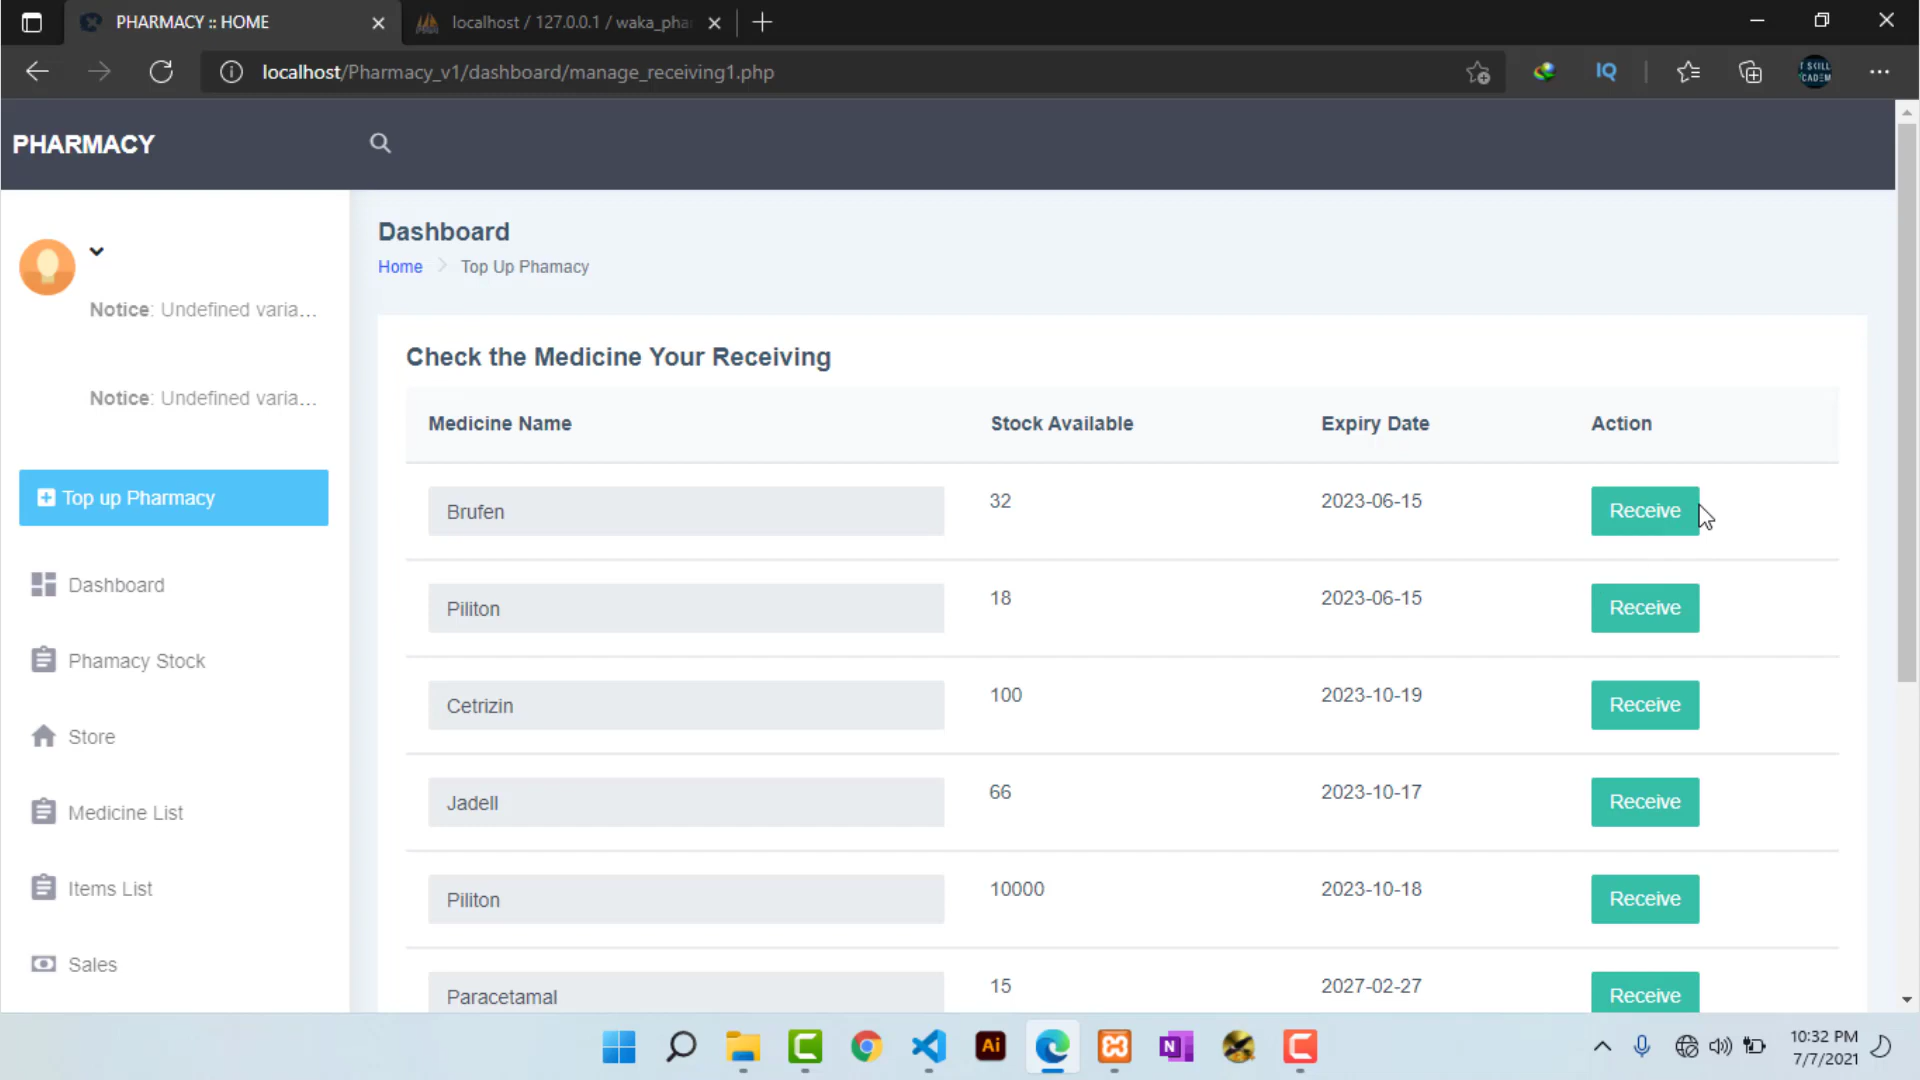 PHARMACY :: HOME
localhost / 127.0.0.1 / waka_phar
localhost/Pharmacy_v1/dashboard/manage_receiving1.php
IQ
PHARMACY
Dashboard
Home
Top Up Phamacy
Notice: Undefined varia...
Notice: Undefined varia...
Top up Pharmacy
Dashboard
Phamacy Stock
Store
Medicine List
Items List
Sales
Check the Medicine Your Receiving
Medicine Name Stock Available Expiry Date Action
Brufen 32 2023-06-15 Receive
Piliton 18 2023-06-15 Receive
Cetrizin 100 2023-10-19 Receive
Jadell 66 2023-10-17 Receive
Piliton 10000 2023-10-18 Receive
Paracetamal 15 2027-02-27 Receive
Ai
N
10:32 PM
7/7/2021